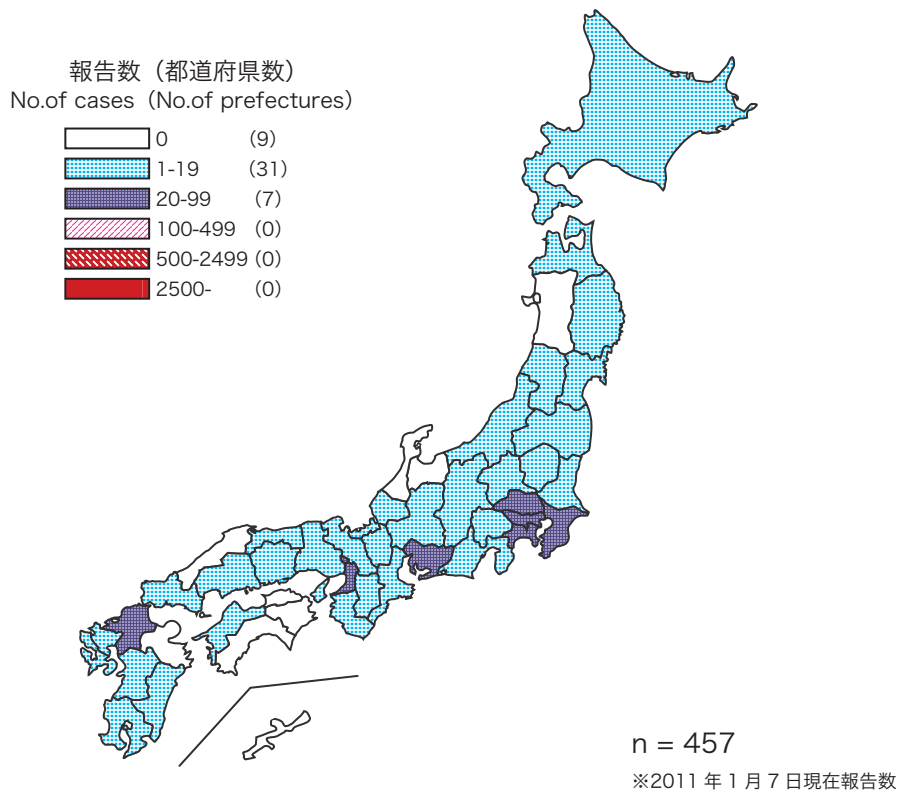 報告数（都道府県数）
No.of cases（No.of prefectures）
0 （9）
1-19 （31）
20-99 （7）
100-499 （0）
500-2499（0）
2500- （0）
n = 457
※2011 年 1 月 7 日現在報告数